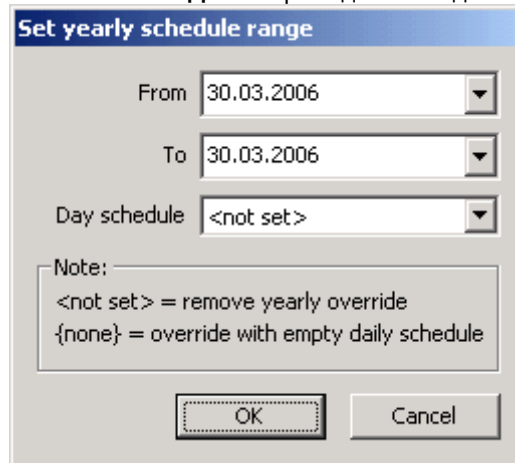 Set yearly schedule range
From 30.03.2006
To 30.03.2006
Day schedule <not set>
Note:
<not set> = remove yearly override
{none} = override with empty daily schedule
OK Cancel